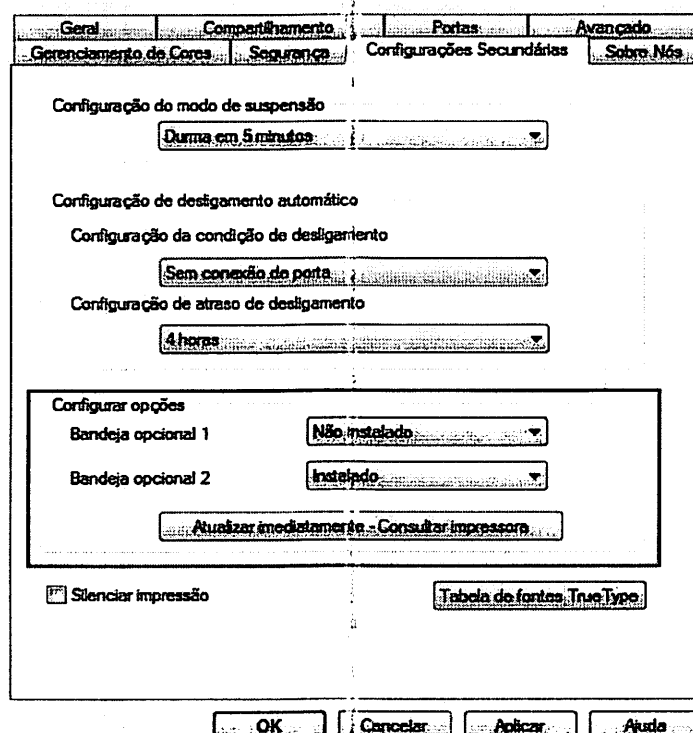 Geral Compartilhamento Portas Avançado
Gerenciamento de Cores Segurança Configurações Secundárias Sobre Nós
Configuração do modo de suspensão
Durma em 5 minutos
Configuração de desligamento automático
Configuração da condição de desligamento
Sem conexão de porta
Configuração de atraso de desligamento
4 horas
Configurar opções
Bandeja opcional 1 Não instalado
Bandeja opcional 2 Instalado
Atualizar imediatamente - Consultar impressora
Silenciar impressão Tabela de fontes TrueType
OK Cancelar Aplicar Ajuda